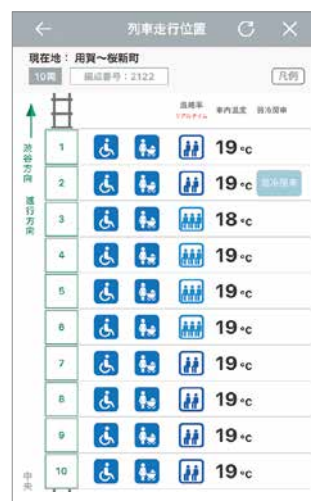 列車走行位置
現在地： 用賀〜桜新町
10両 編成番号：2122 凡例
混雑率 車内温度 弱冷房車
リアルタイム
渋谷方向 進行方向
1 19℃
2 19℃ 弱冷房車
3 18℃
4 19℃
5 19℃
6 19℃
7 19℃
8 19℃
9 19℃
10 19℃
中央